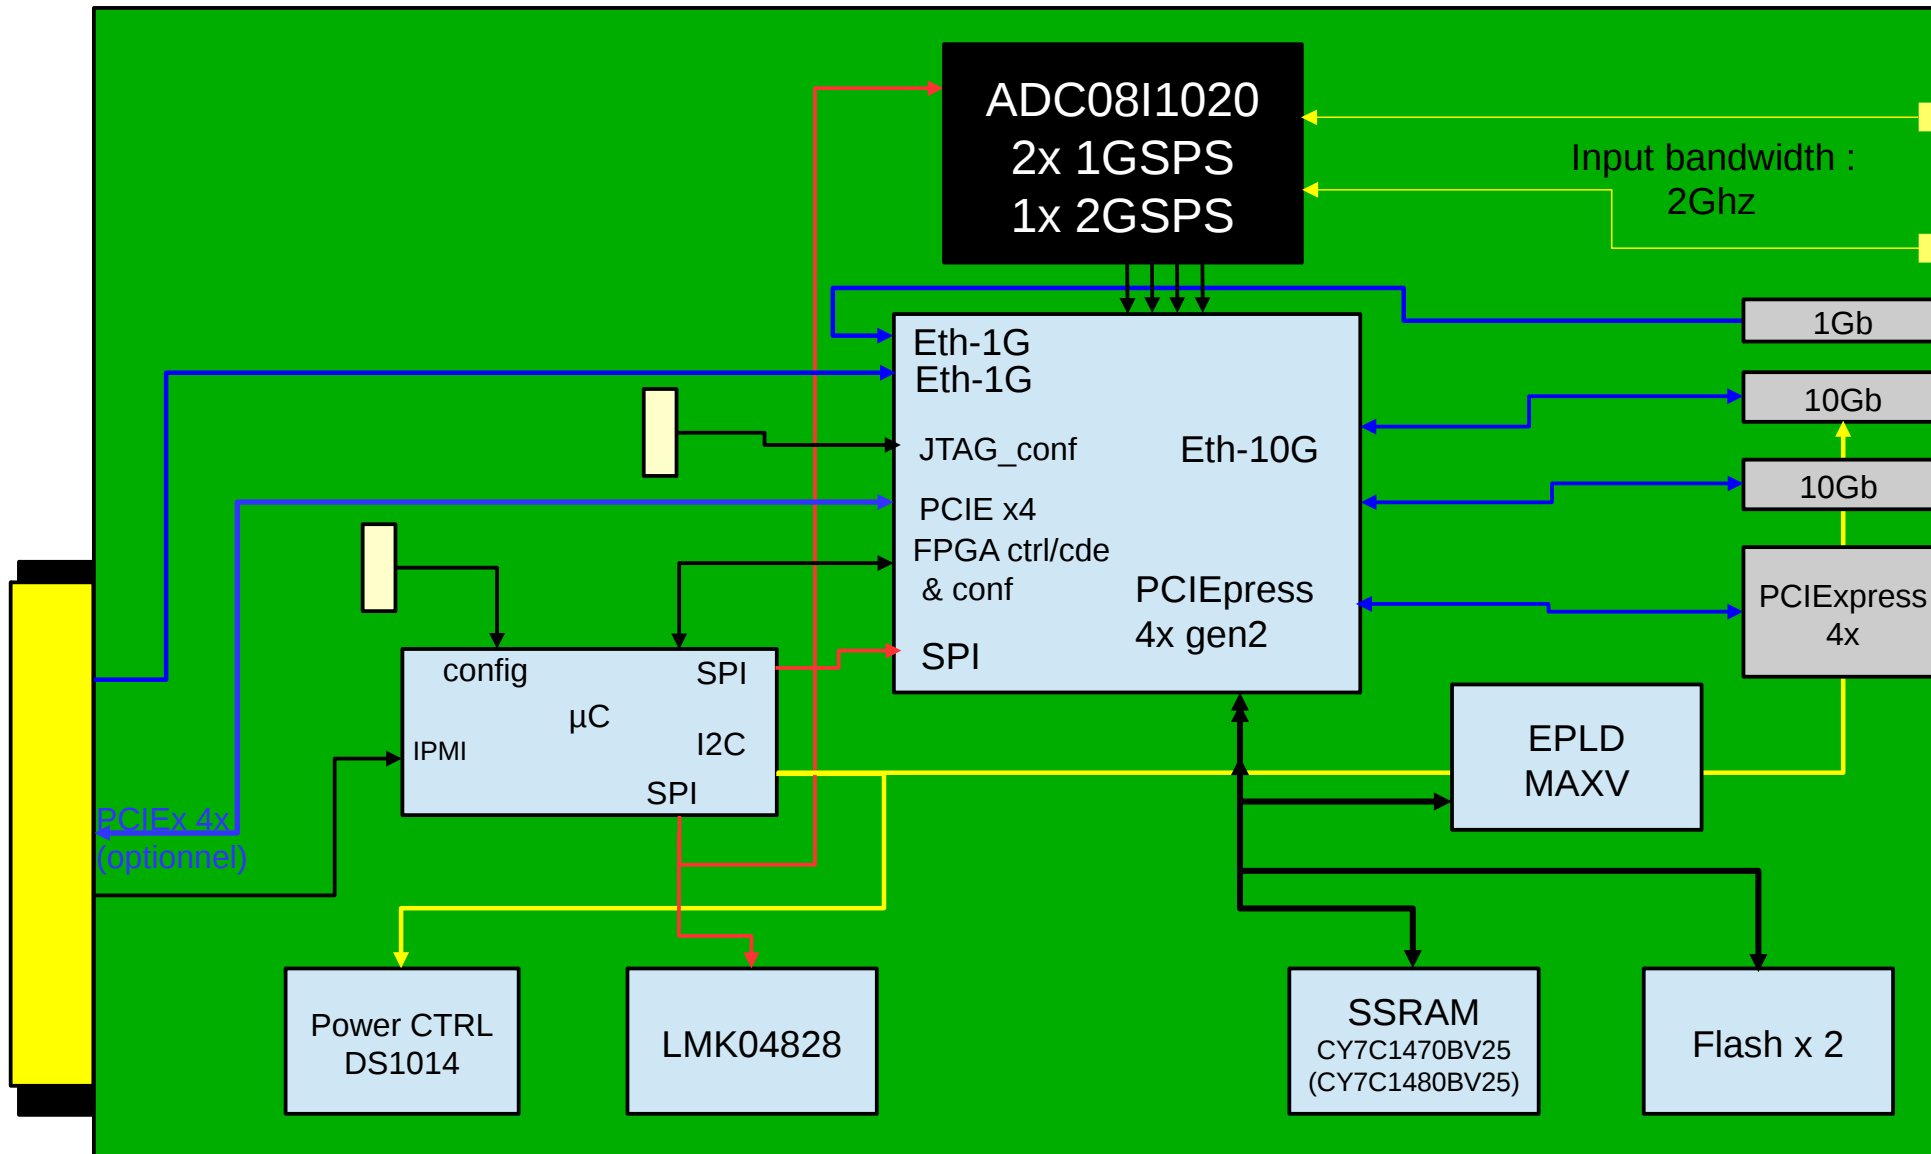 ADC08I1020
2x 1GSPS
1x 2GSPS
Input bandwidth :
2Ghz
1Gb
10Gb
10Gb
PCIExpress
4x
Eth-1G
Eth-1G
JTAG_conf
Eth-10G
PCIE x4
FPGA ctrl/cde
& conf
PCIEpress
4x gen2
SPI
config
SPI
µC
I2C
IPMI
SPI
EPLD
MAXV
PCIEx 4x
(optionnel)
Power CTRL
DS1014
LMK04828
SSRAM
CY7C1470BV25
(CY7C1480BV25)
Flash x 2